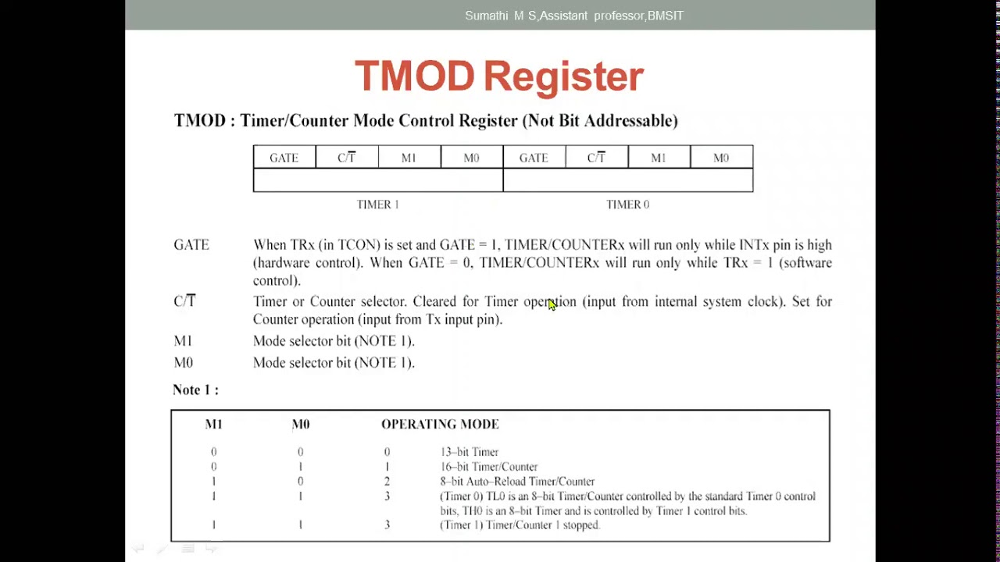 Sumathi M S,Assistant professor,BMSIT
TMOD Register
TMOD : Timer/Counter Mode Control Register (Not Bit Addressable)
GATE C/T̅ M1 M0 GATE C/T̅ M1 M0
TIMER 1 TIMER 0
GATE When TRx (in TCON) is set and GATE = 1, TIMER/COUNTERx will run only while INTx pin is high
(hardware control). When GATE = 0, TIMER/COUNTERx will run only while TRx = 1 (software
control).
C/T̅ Timer or Counter selector. Cleared for Timer operation (input from internal system clock). Set for
Counter operation (input from Tx input pin).
M1 Mode selector bit (NOTE 1).
M0 Mode selector bit (NOTE 1).
Note 1 :
M1 M0 OPERATING MODE
0 0 0 13–bit Timer
0 1 1 16–bit Timer/Counter
1 0 2 8–bit Auto–Reload Timer/Counter
1 1 3 (Timer 0) TL0 is an 8–bit Timer/Counter controlled by the standard Timer 0 control
bits, TH0 is an 8–bit Timer and is controlled by Timer 1 control bits.
1 1 3 (Timer 1) Timer/Counter 1 stopped.